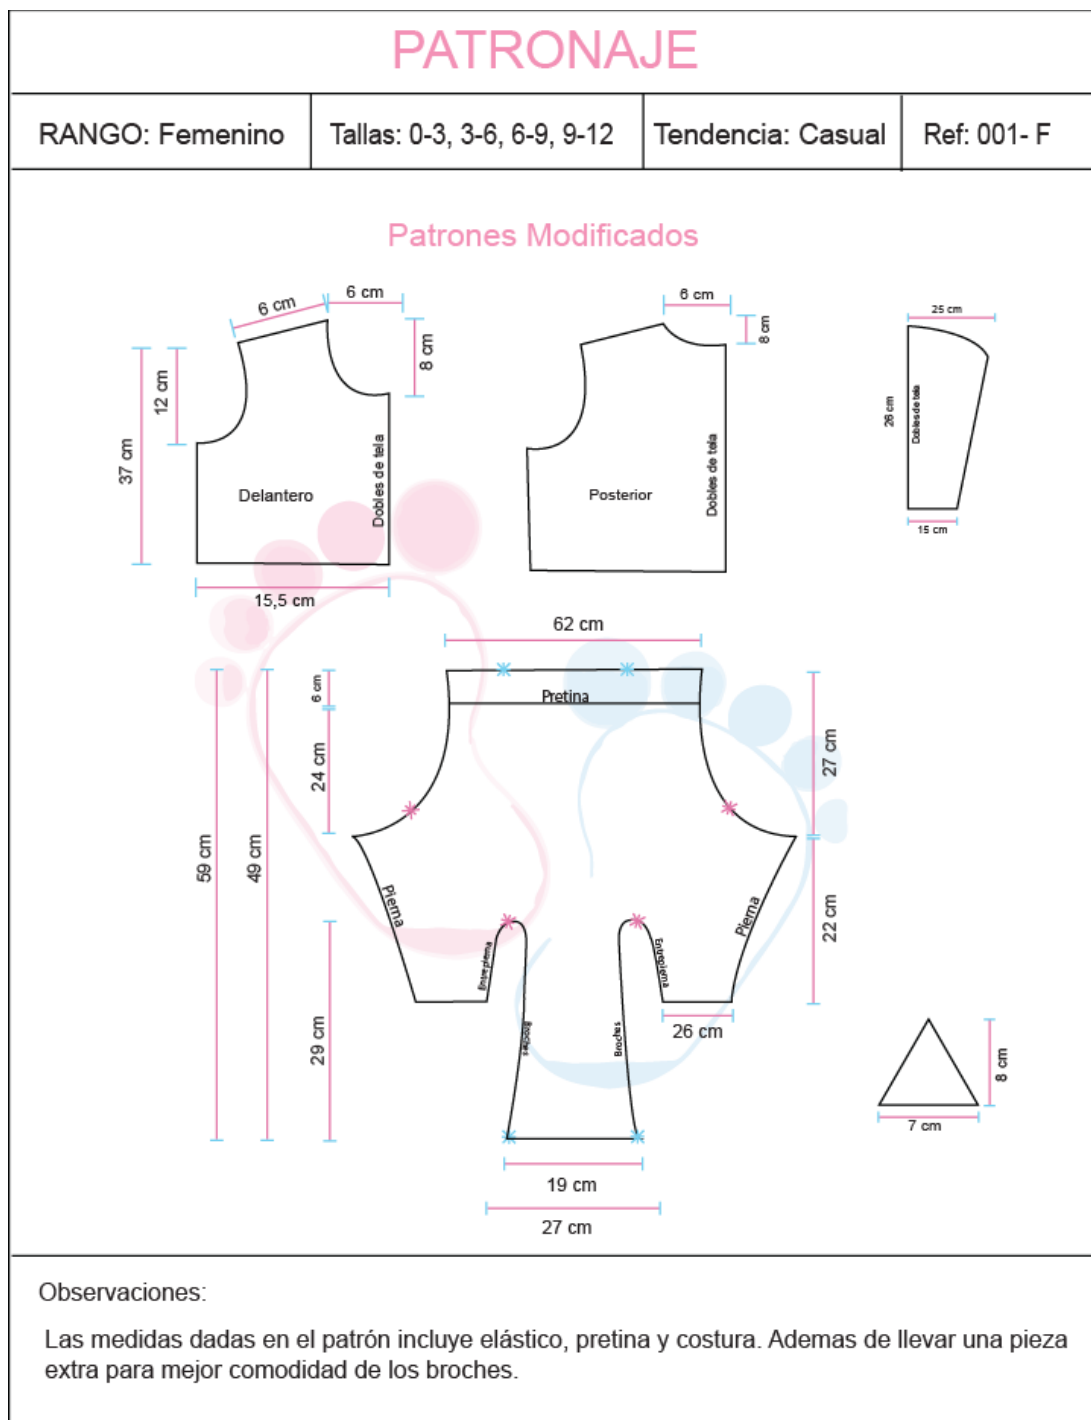 PATRONAJE
RANGO: Femenino
Tallas: 0-3, 3-6, 6-9, 9-12
Tendencia: Casual
Ref: 001- F
Patrones Modificados
6 cm
6 cm
8 cm
12 cm
37 cm
Delantero
Dobles de tela
15,5 cm
6 cm
8 cm
Posterior
Dobles de tela
25 cm
26 cm
Dobles de tela
15 cm
62 cm
Pretina
6 cm
24 cm
27 cm
59 cm
49 cm
Pierna
Pierna
22 cm
Entrepierna
Entrepierna
29 cm
Broches
Broches
26 cm
8 cm
7 cm
19 cm
27 cm
Observaciones:
Las medidas dadas en el patrón incluye elástico, pretina y costura. Ademas de llevar una pieza
extra para mejor comodidad de los broches.